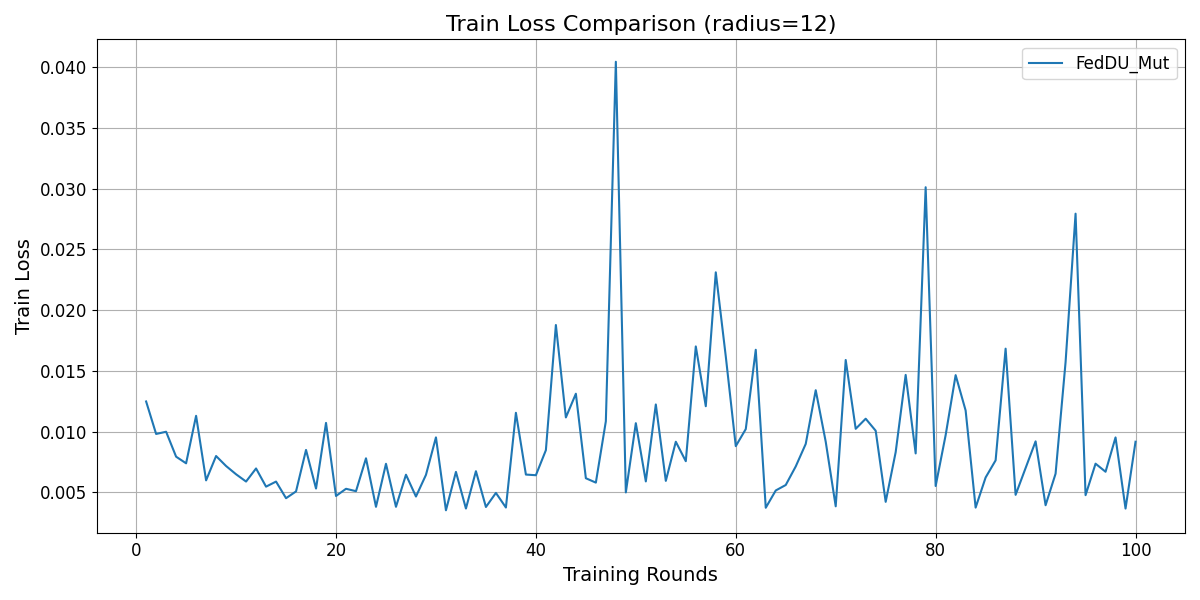 Train Loss Comparison (radius=12)
FedDU_Mut
0.040
0.035
0.030
0.025
0.020
0.015
0.010
0.005
Train Loss
0 20 40 60 80 100
Training Rounds